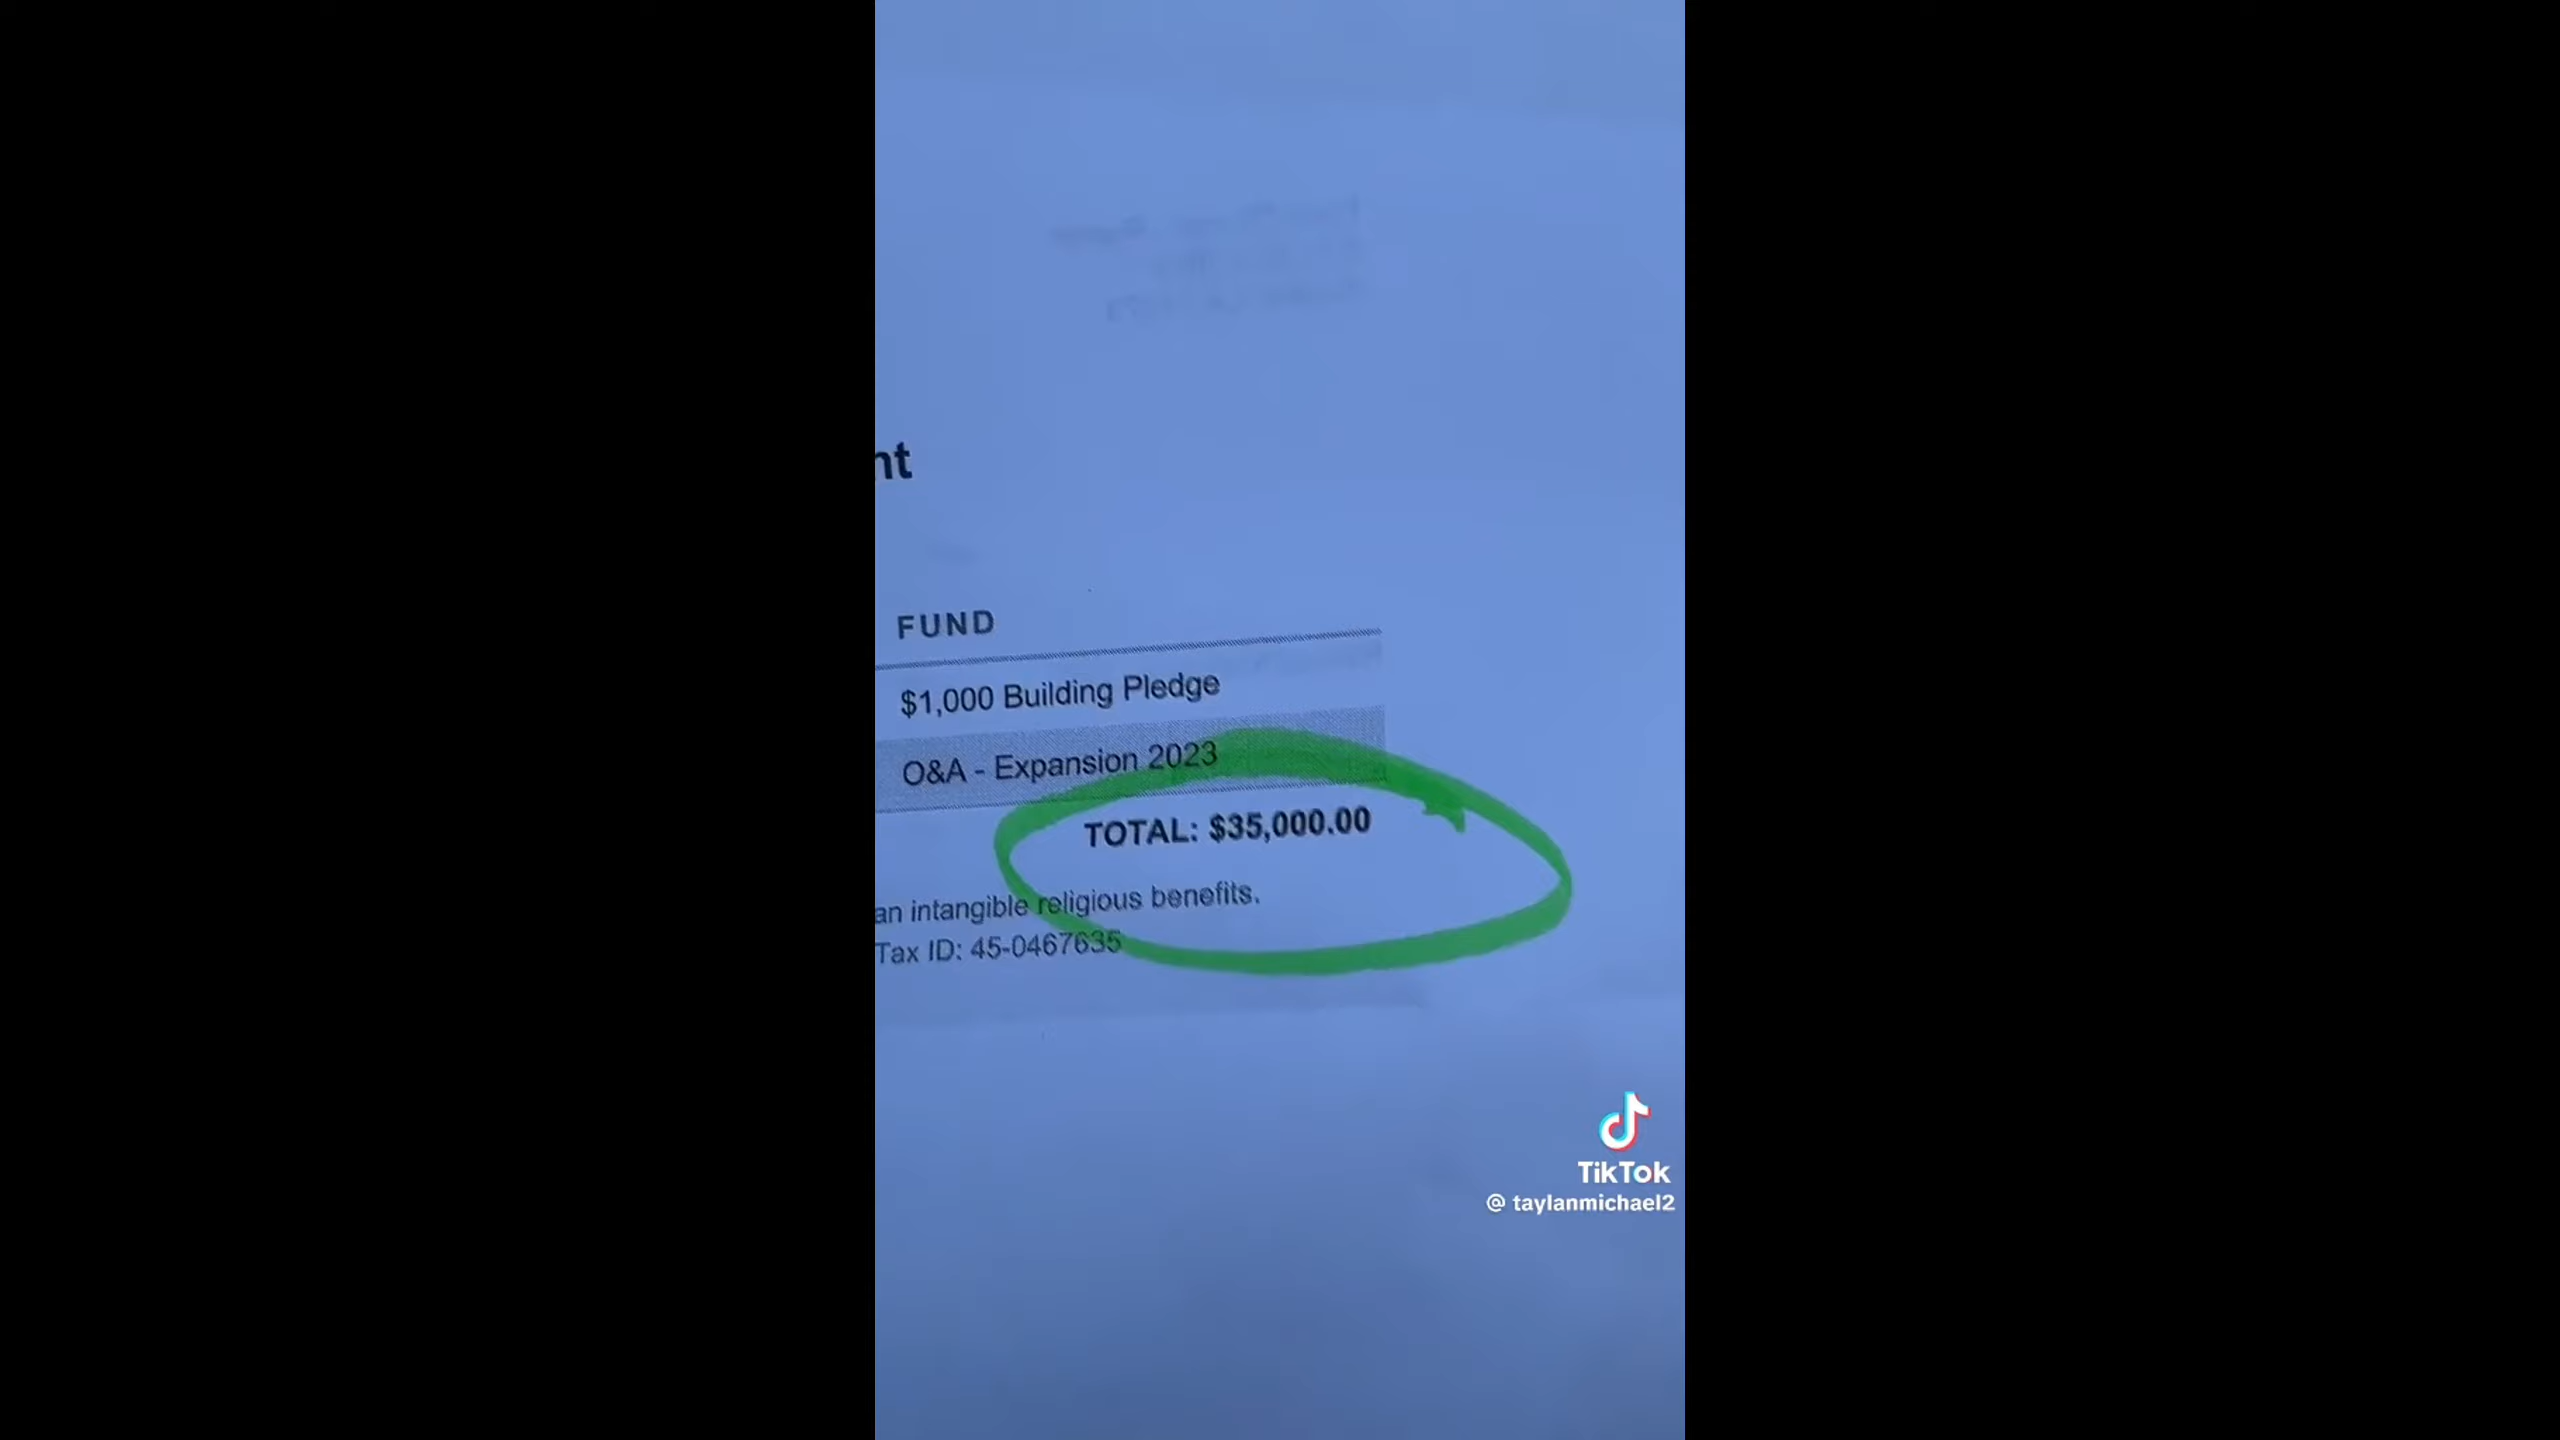 nt
FUND
$1,000 Building Pledge
O&A - Expansion 2023
TOTAL: $35,000.00
an intangible religious benefits.
Tax ID: 45-0467635
TikTok
@ taylanmichael2